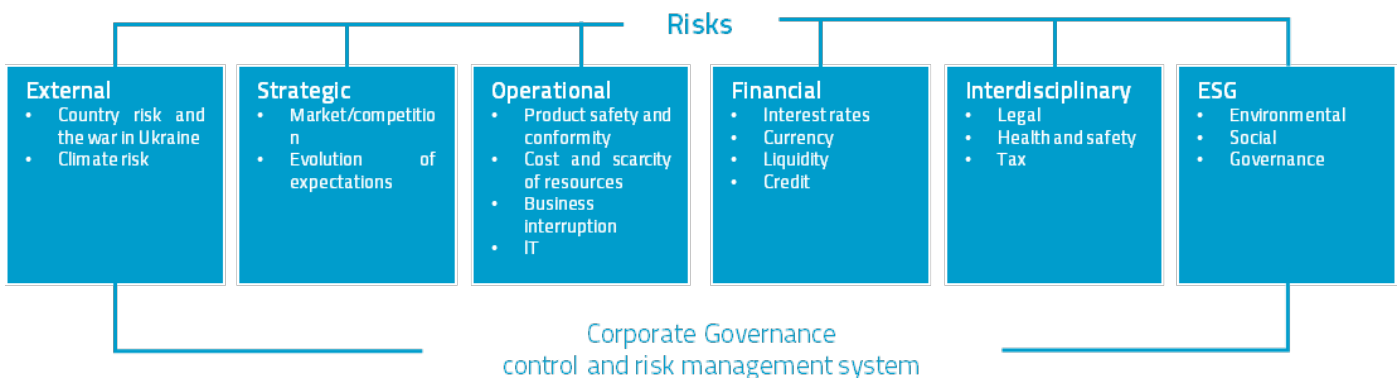 Risks
External
• Country risk and
the war in Ukraine
• Climate risk
Strategic
• Market/competitio
n
• Evolution of
expectations
Operational
• Product safety and
conformity
• Cost and scarcity
of resources
• Business
interruption
• IT
Financial
• Interest rates
• Currency
• Liquidity
• Credit
Interdisciplinary
• Legal
• Health and safety
• Tax
ESG
• Environmental
• Social
• Governance
Corporate Governance
control and risk management system